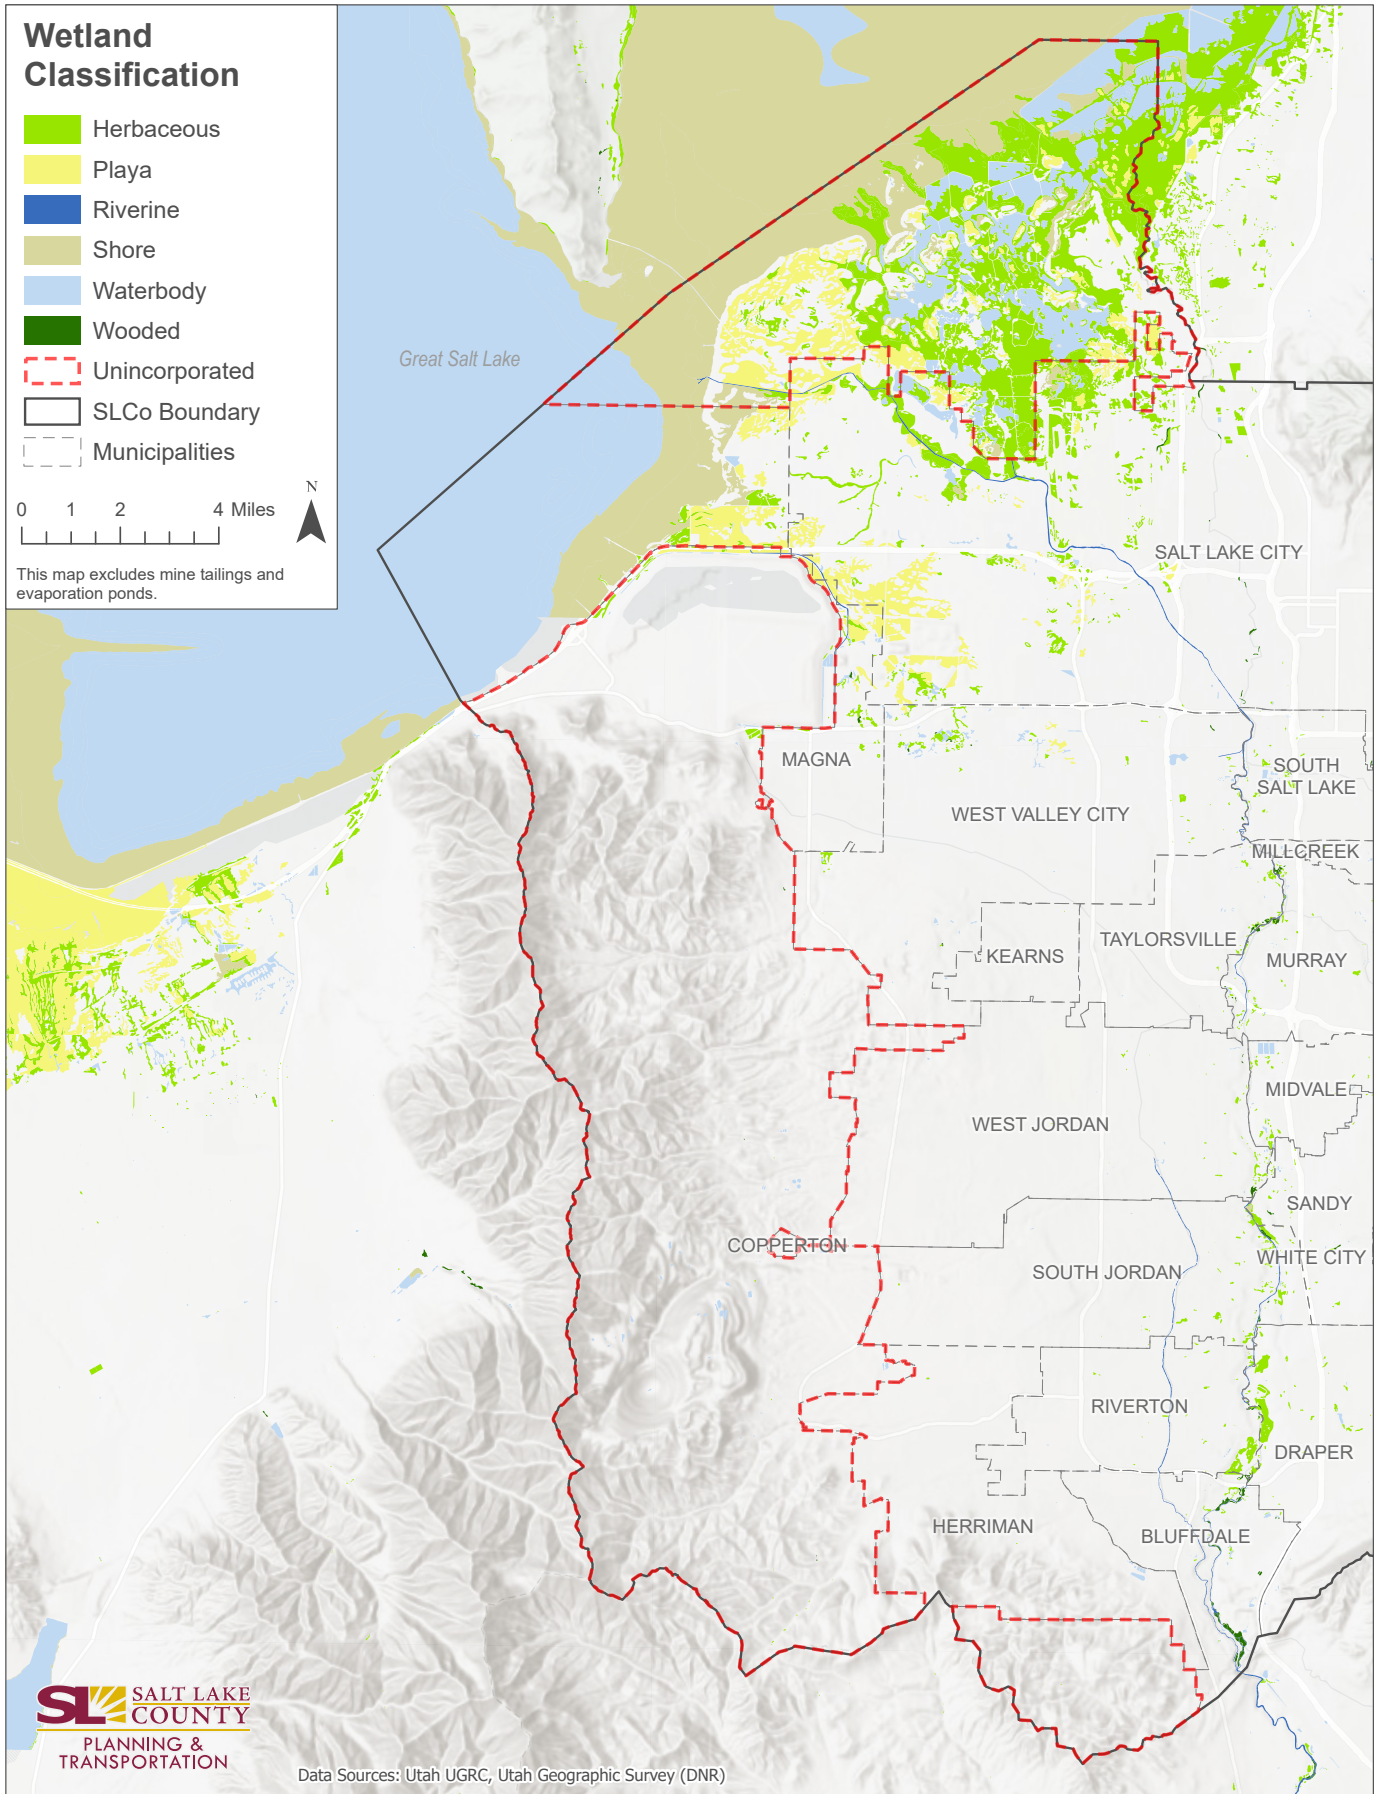 Wetland
Classification
Herbaceous
Playa
Riverine
Shore
Waterbody
Wooded
Unincorporated
SLCo Boundary
Municipalities
0 1 2 4 Miles
N
This map excludes mine tailings and
evaporation ponds.
Great Salt Lake
SALT LAKE CITY
MAGNA
SOUTH
SALT LAKE
WEST VALLEY CITY
MILLCREEK
TAYLORSVILLE
KEARNS
MURRAY
MIDVALE
WEST JORDAN
SANDY
COPPERTON
WHITE CITY
SOUTH JORDAN
RIVERTON
DRAPER
HERRIMAN
BLUFFDALE
SL SALT LAKE
COUNTY
PLANNING &
TRANSPORTATION
Data Sources: Utah UGRC, Utah Geographic Survey (DNR)